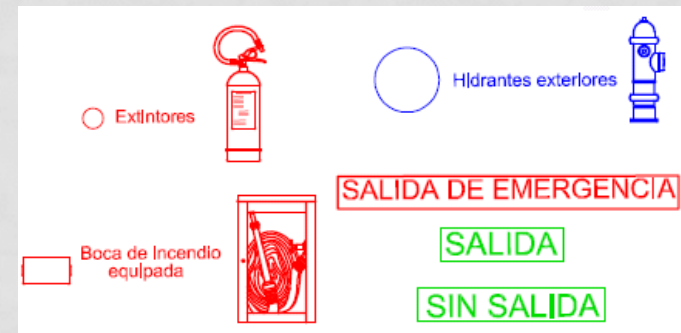 Extintores
Hidrantes exteriores
SALIDA DE EMERGENCIA
Boca de Incendio
equipada
SALIDA
SIN SALIDA